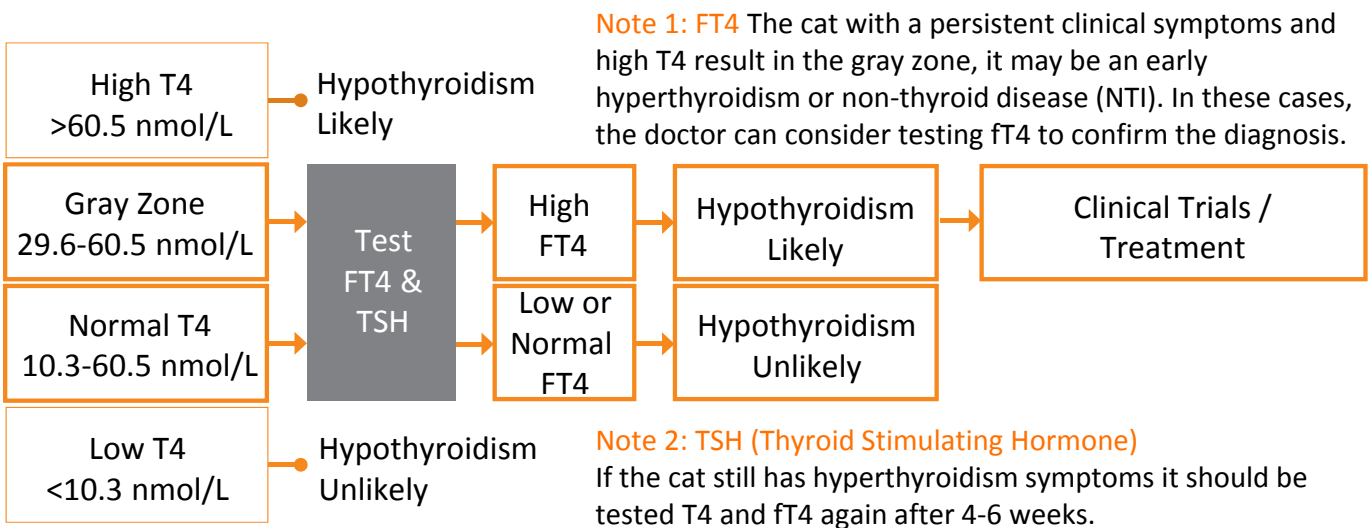 Note 1: FT4 The cat with a persistent clinical symptoms and
high T4 result in the gray zone, it may be an early
hyperthyroidism or non-thyroid disease (NTI). In these cases,
the doctor can consider testing fT4 to confirm the diagnosis.
High T4
>60.5 nmol/L
Hypothyroidism
Likely
Gray Zone
29.6-60.5 nmol/L
Normal T4
10.3-60.5 nmol/L
Test
FT4 &
TSH
High
FT4
Hypothyroidism
Likely
Clinical Trials /
Treatment
Low or
Normal
FT4
Hypothyroidism
Unlikely
Low T4
<10.3 nmol/L
Hypothyroidism
Unlikely
Note 2: TSH (Thyroid Stimulating Hormone)
If the cat still has hyperthyroidism symptoms it should be
tested T4 and fT4 again after 4-6 weeks.